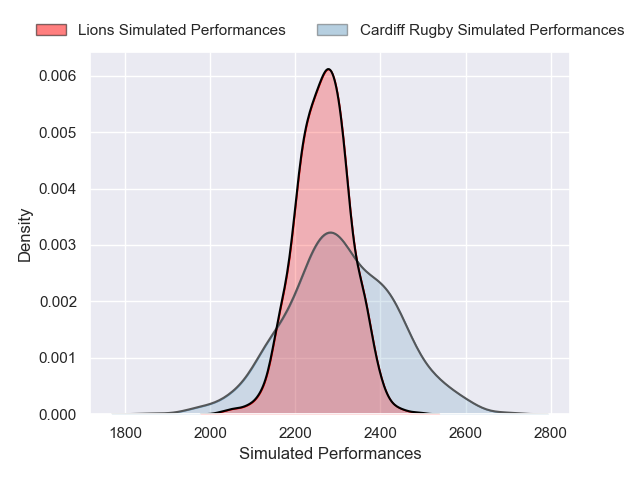 Lions Simulated Performances Cardiff Rugby Simulated Performances
0.006
0.005
0.004
0.003
0.002
0.001
0.000
Density
1800 2000 2200 2400 2600 2800
Simulated Performances